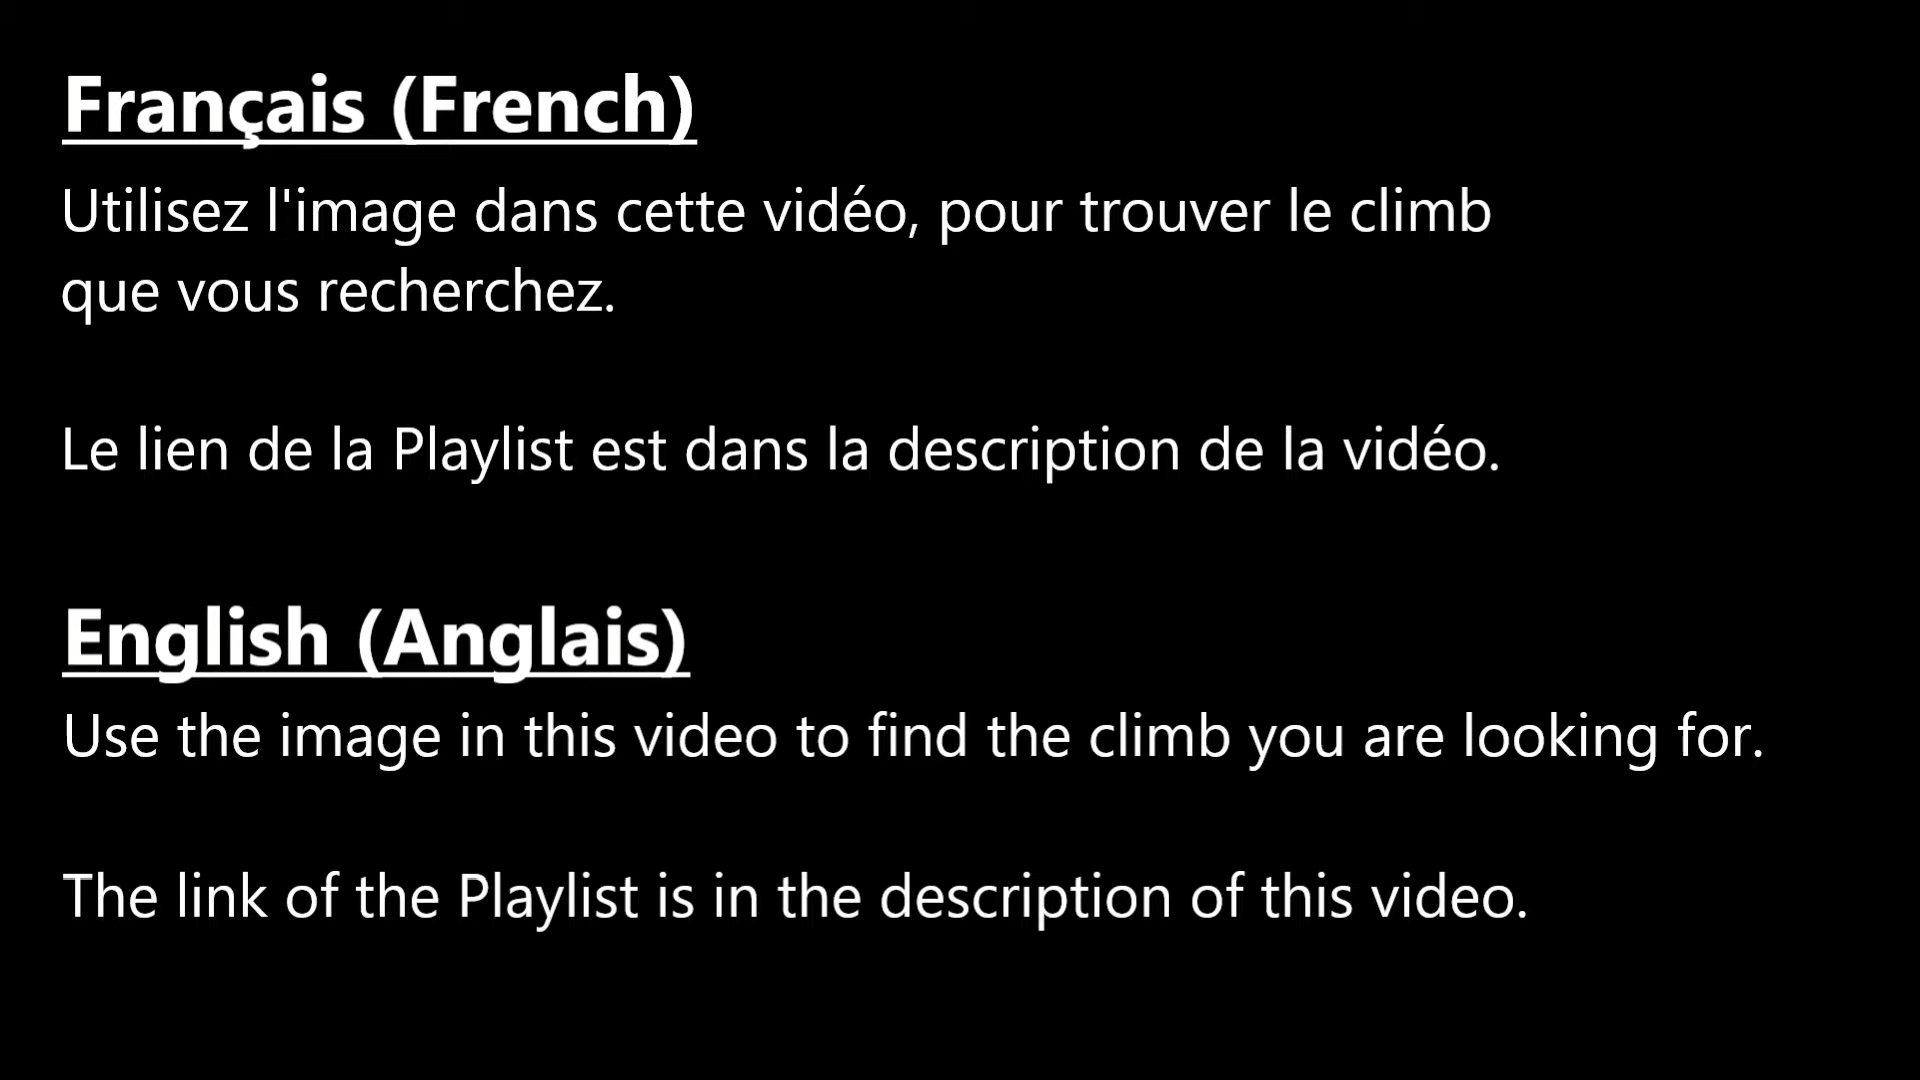 Français (French)
Utilisez l'image dans cette vidéo, pour trouver le climb
que vous recherchez.
Le lien de la Playlist est dans la description de la vidéo.
English (Anglais)
Use the image in this video to find the climb you are looking for.
The link of the Playlist is in the description of this video.